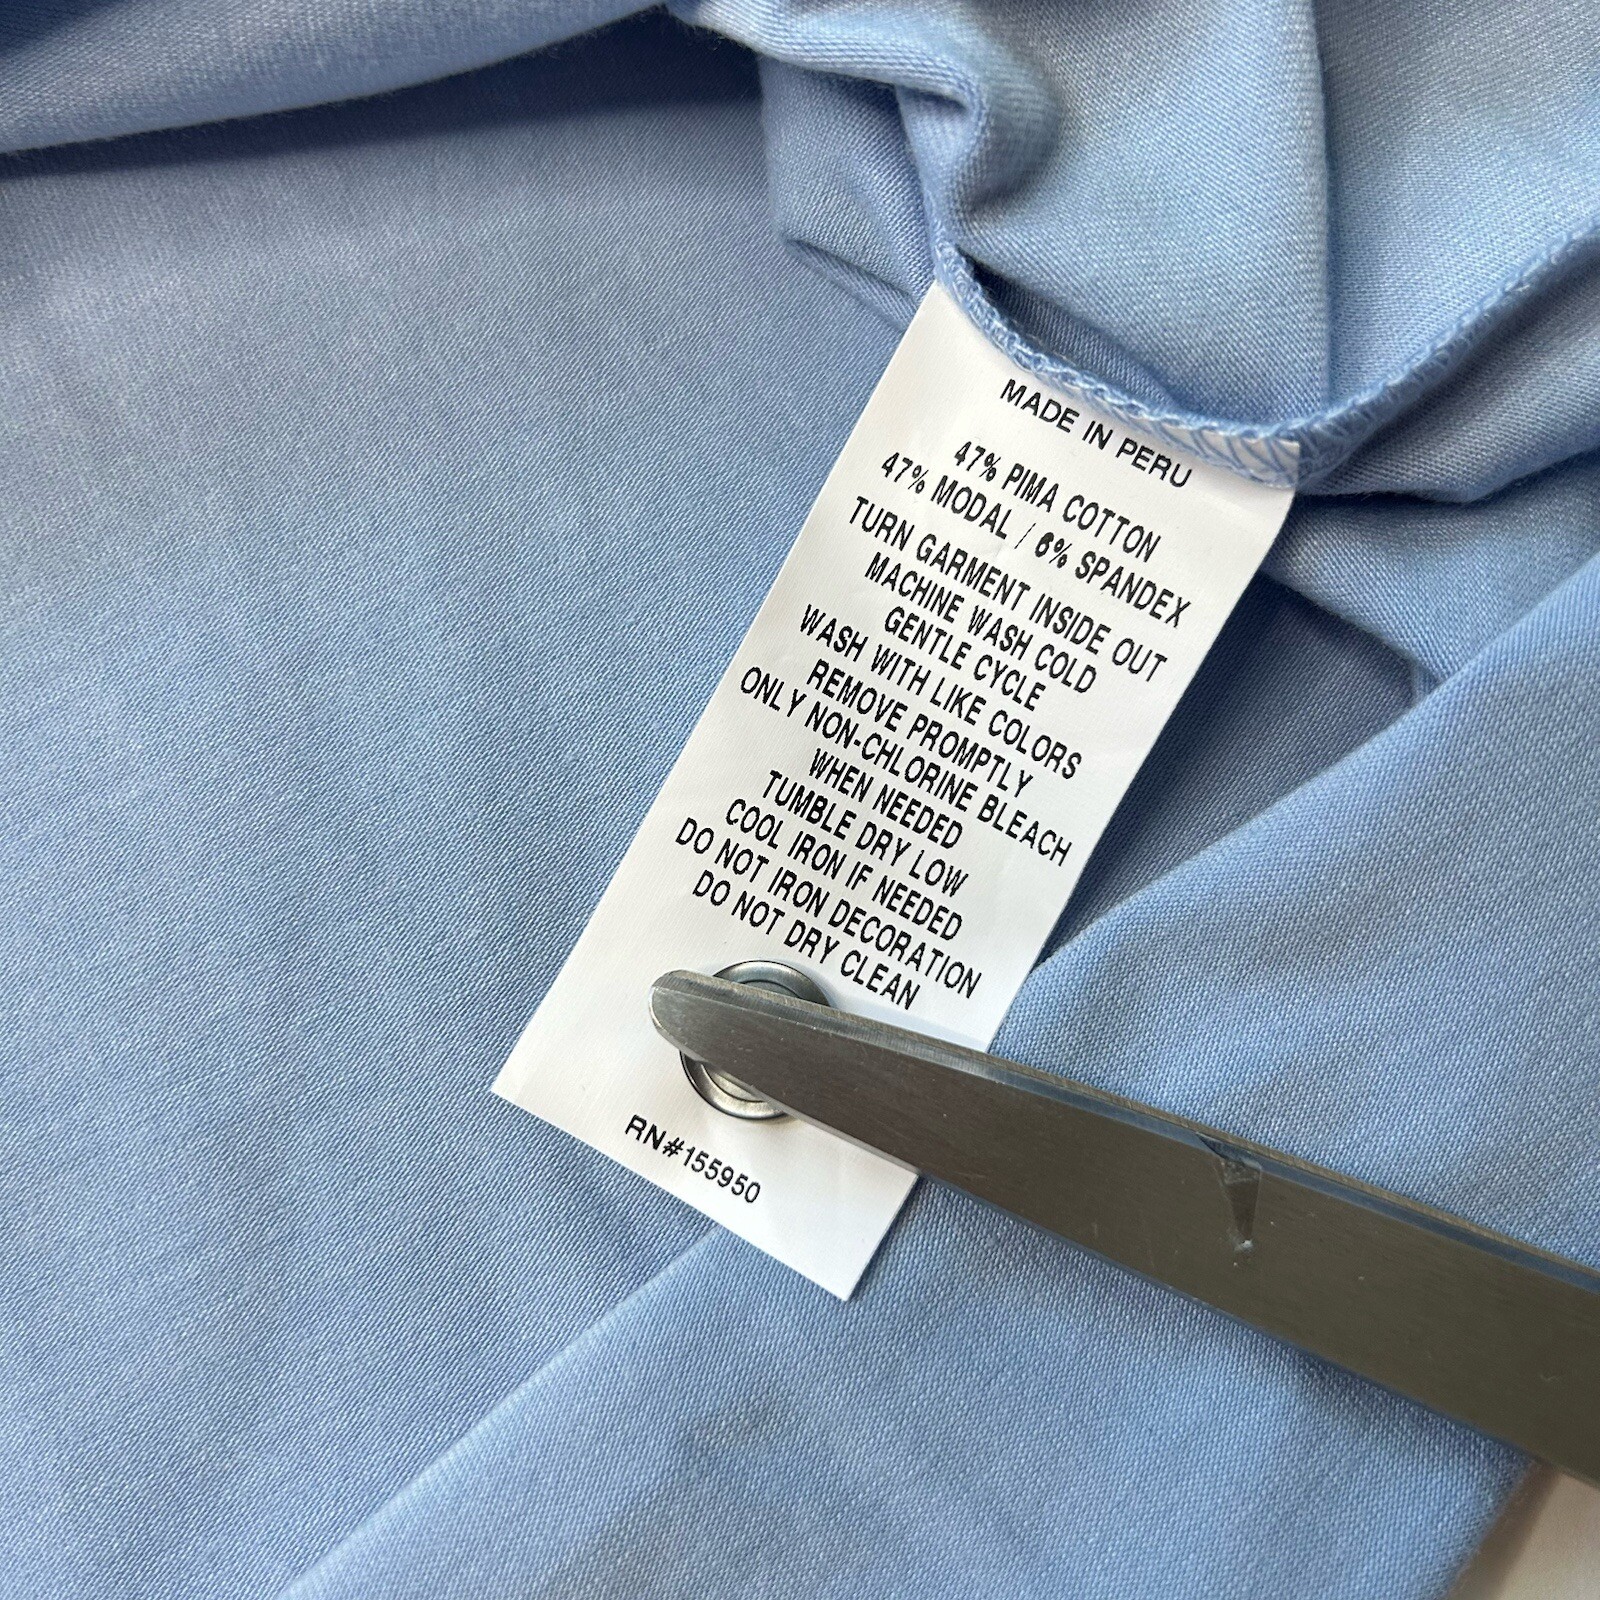 MADE IN PERU
47% PIMA COTTON
47% MODAL / 6% SPANDEX
TURN GARMENT INSIDE OUT
MACHINE WASH COLD
GENTLE CYCLE
WASH WITH LIKE COLORS
REMOVE PROMPTLY
ONLY NON-CHLORINE BLEACH
WHEN NEEDED
TUMBLE DRY LOW
COOL IRON IF NEEDED
DO NOT IRON DECORATION
DO NOT DRY CLEAN
RN#155950